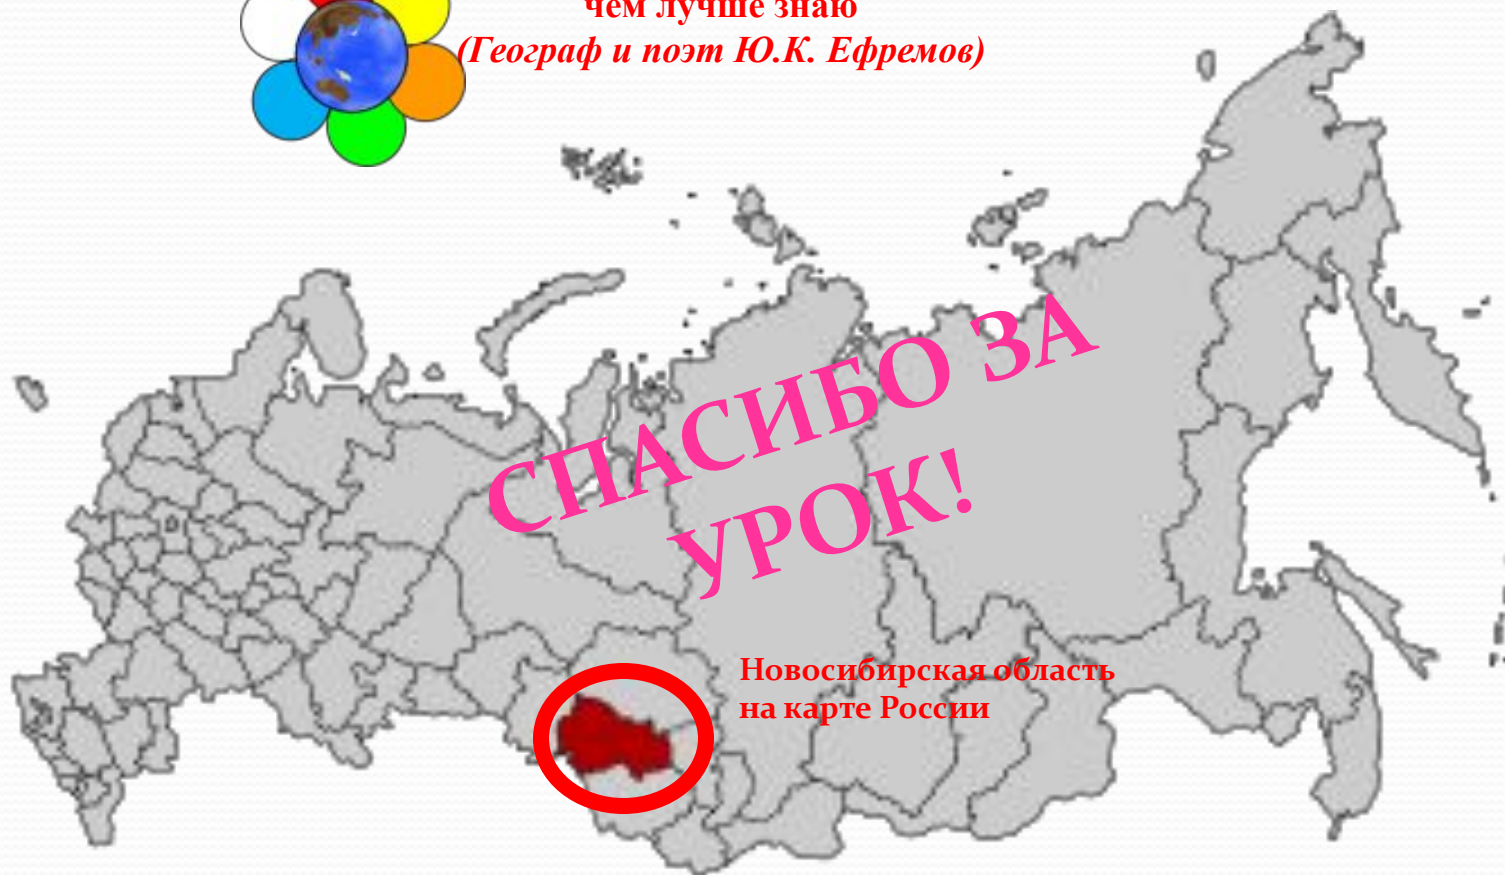 чем лучше знаю
(Географ и поэт Ю.К. Ефремов)
СПАСИБО ЗА
УРОК!
Новосибирская область
на карте России